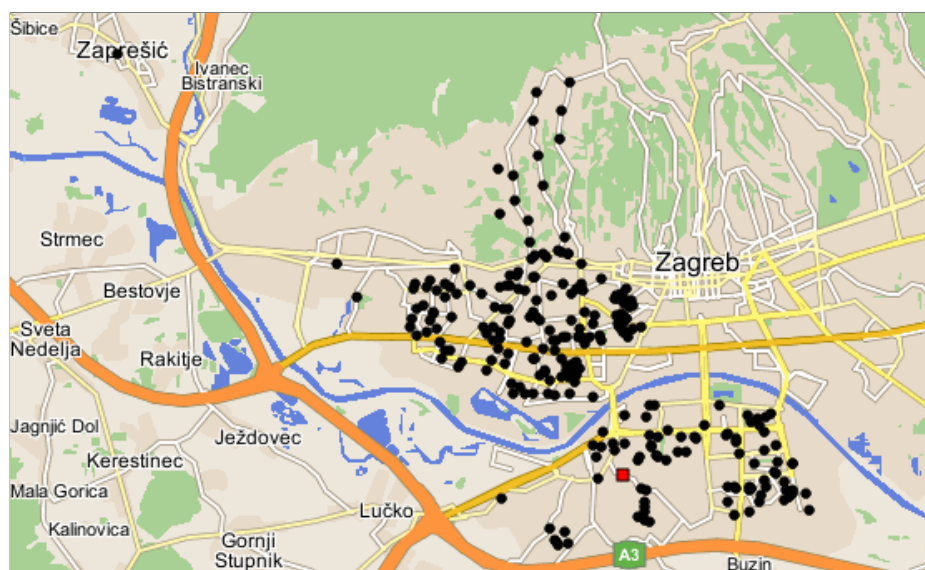 Šibice
Zaprešić
Ivanec
Bistranski
Strmec
Zagreb
Bestovje
Sveta
Nedelja
Rakitje
Jagnjić Dol
Ježdovec
Kerestinec
Mala Gorica
Lučko
Kalinovica
Gornji
Stupnik
A3
Buzin